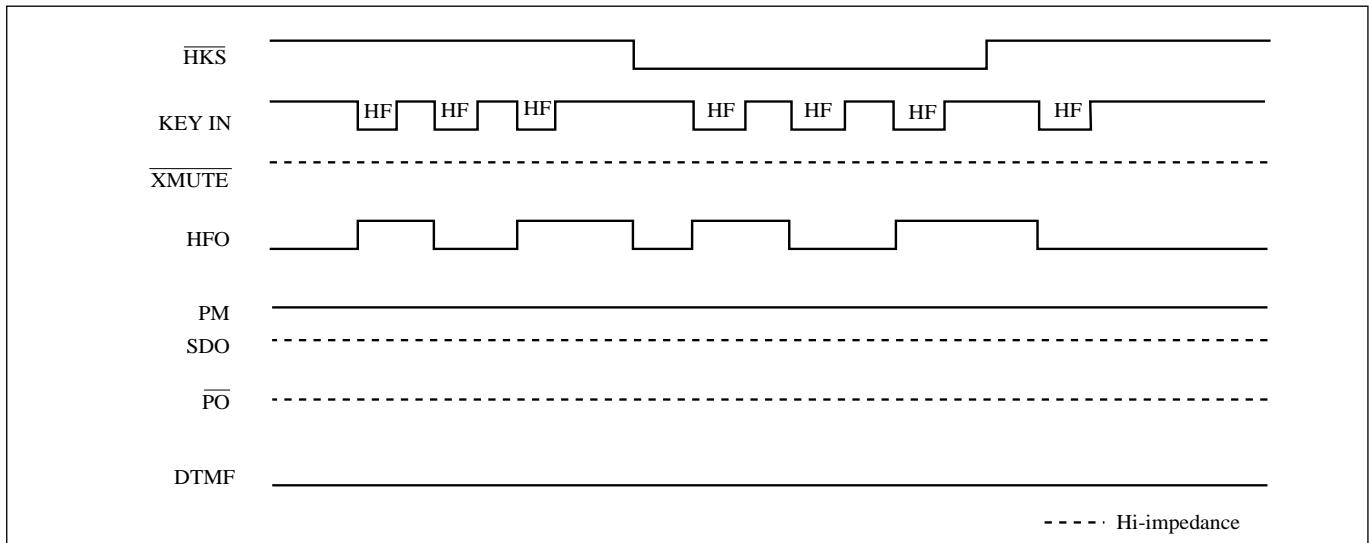 HKS
KEY IN HF HF HF HF HF HF HF
XMUTE
HFO
PM
SDO
PO
DTMF
Hi-impedance